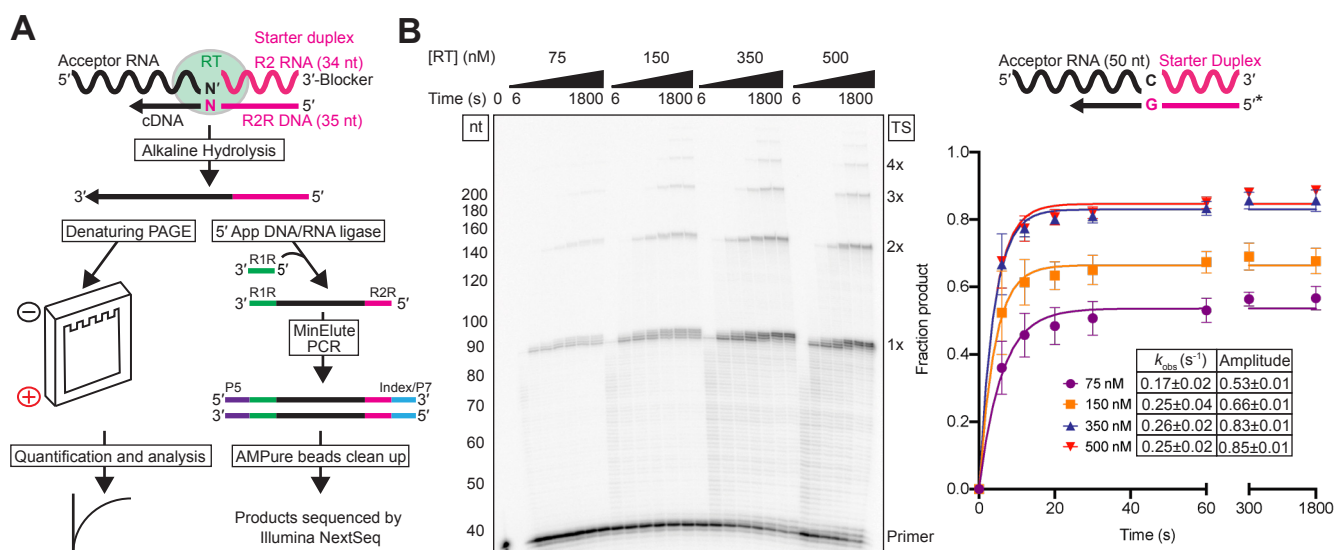 A
Starter duplex
Acceptor RNA
RT
R2 RNA (34 nt)
5′
3′-Blocker
N′
N
5′
cDNA
R2R DNA (35 nt)
Alkaline Hydrolysis
3′
5′
Denaturing PAGE
5′ App DNA/RNA ligase
R1R
3′
5′
R1R
R2R
3′
5′
MinElute
PCR
P5
Index/P7
5′
3′
3′
5′
Quantification and analysis
AMPure beads clean up
Products sequenced by
Illumina NextSeq
B
[RT] (nM)
75
150
350
500
Time (s)
0
6
1800
6
1800
6
1800
6
1800
nt
TS
200
180
160
140
120
100
90
80
70
60
50
40
4x
3x
2x
1x
Primer
Acceptor RNA (50 nt)
Starter Duplex
5′
C
3′
G
5′*
Fraction product
1.0
0.8
0.6
0.4
0.2
0.0
kobs (s-1)
Amplitude
75 nM
0.17±0.02
0.53±0.01
150 nM
0.25±0.04
0.66±0.01
350 nM
0.26±0.02
0.83±0.01
500 nM
0.25±0.02
0.85±0.01
0
20
40
60
300
1800
Time (s)